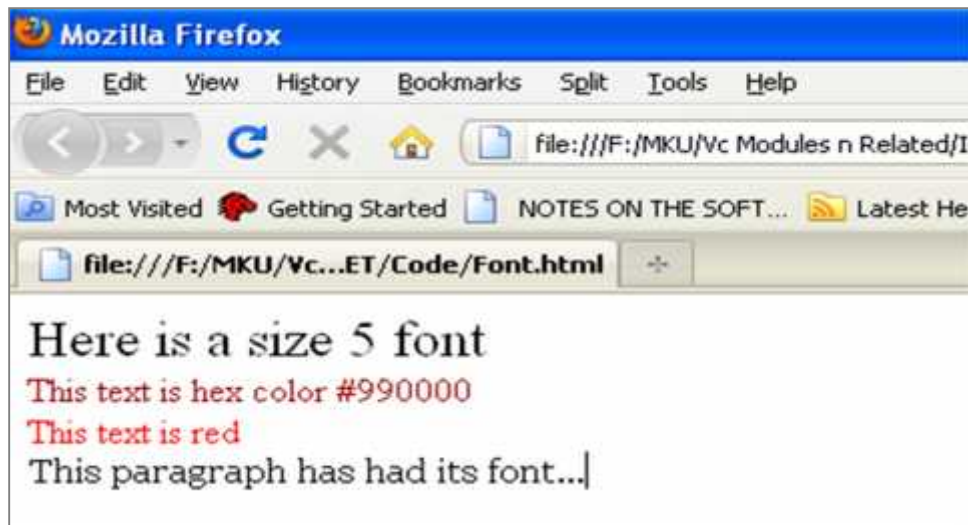 Mozilla Firefox
File Edit View History Bookmarks Split Tools Help
file:///F:/MKU/Vc Modules n Related/I
Most Visited Getting Started NOTES ON THE SOFT... Latest He
file:///F:/MKU/Vc...ET/Code/Font.html
Here is a size 5 font
This text is hex color #990000
This text is red
This paragraph has had its font...